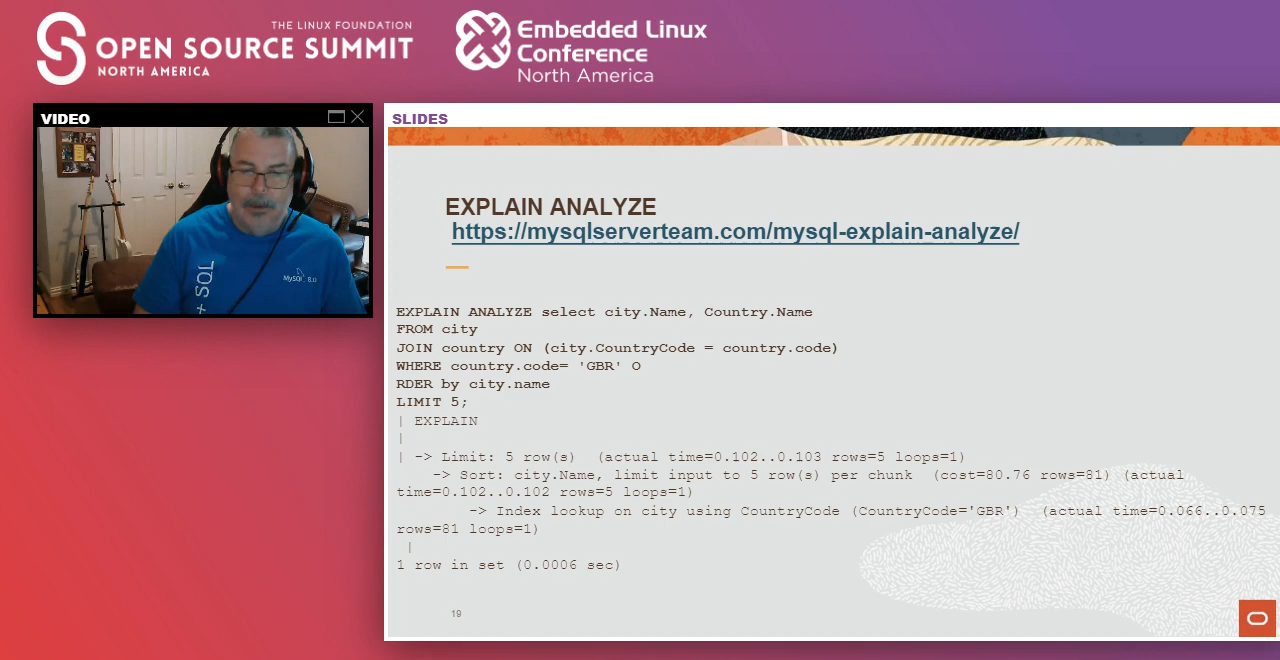 THE LINUX FOUNDATION
OPEN SOURCE SUMMIT
NORTH AMERICA
Embedded Linux
Conference
North America
VIDEO
SLIDES
SQL
MySQL 8.0
EXPLAIN ANALYZE
https://mysqlserverteam.com/mysql-explain-analyze/
EXPLAIN ANALYZE select city.Name, Country.Name
FROM city
JOIN country ON (city.CountryCode = country.code)
WHERE country.code= 'GBR' O
RDER by city.name
LIMIT 5;
| EXPLAIN
|
| -> Limit: 5 row(s)  (actual time=0.102..0.103 rows=5 loops=1)
-> Sort: city.Name, limit input to 5 row(s) per chunk  (cost=80.76 rows=81) (actual
time=0.102..0.102 rows=5 loops=1)
-> Index lookup on city using CountryCode (CountryCode='GBR')  (actual time=0.066..0.075
rows=81 loops=1)
|
1 row in set (0.0006 sec)
19